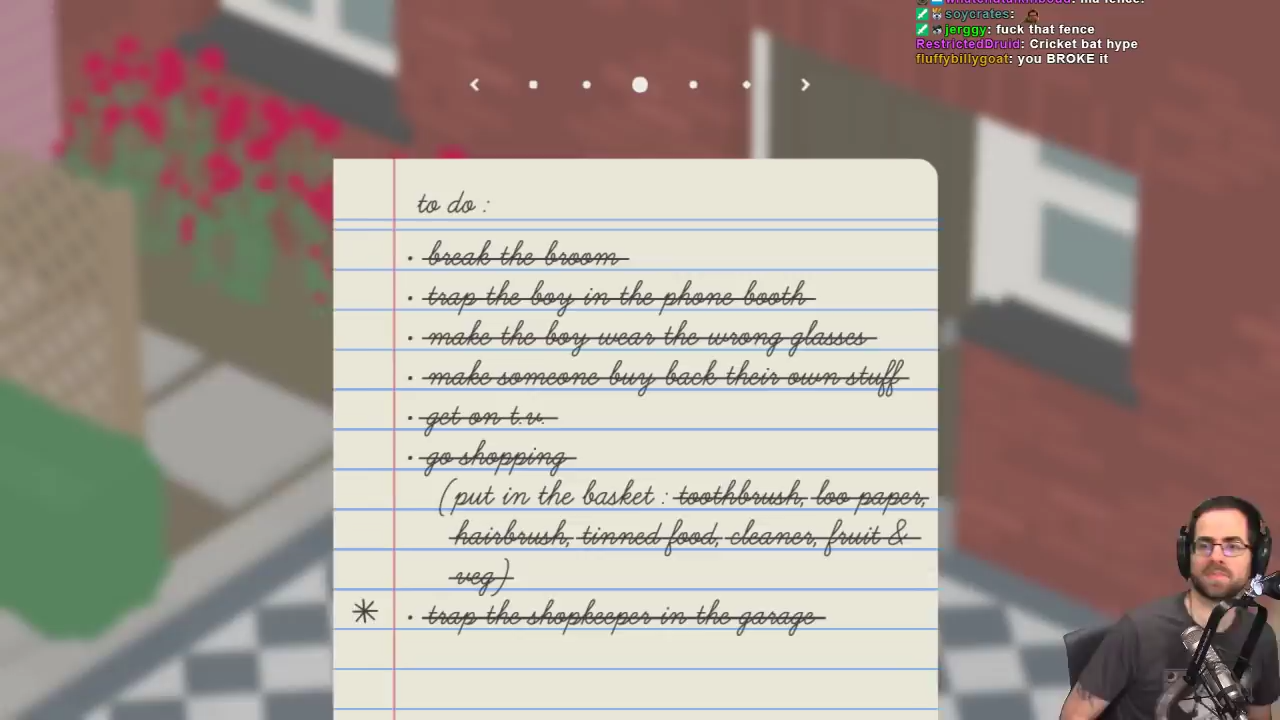 soycrates:
jerggy: fuck that fence
RestrictedDruid: Cricket bat hype
fluffybillygoat: you BROKE it
to do :
· break the broom
· trap the boy in the phone booth
· make the boy wear the wrong glasses
· make someone buy back their own stuff
· get on t.v.
· go shopping
(put in the basket : toothbrush, loo paper,
hairbrush, tinned food, cleaner, fruit &
veg)
· trap the shopkeeper in the garage